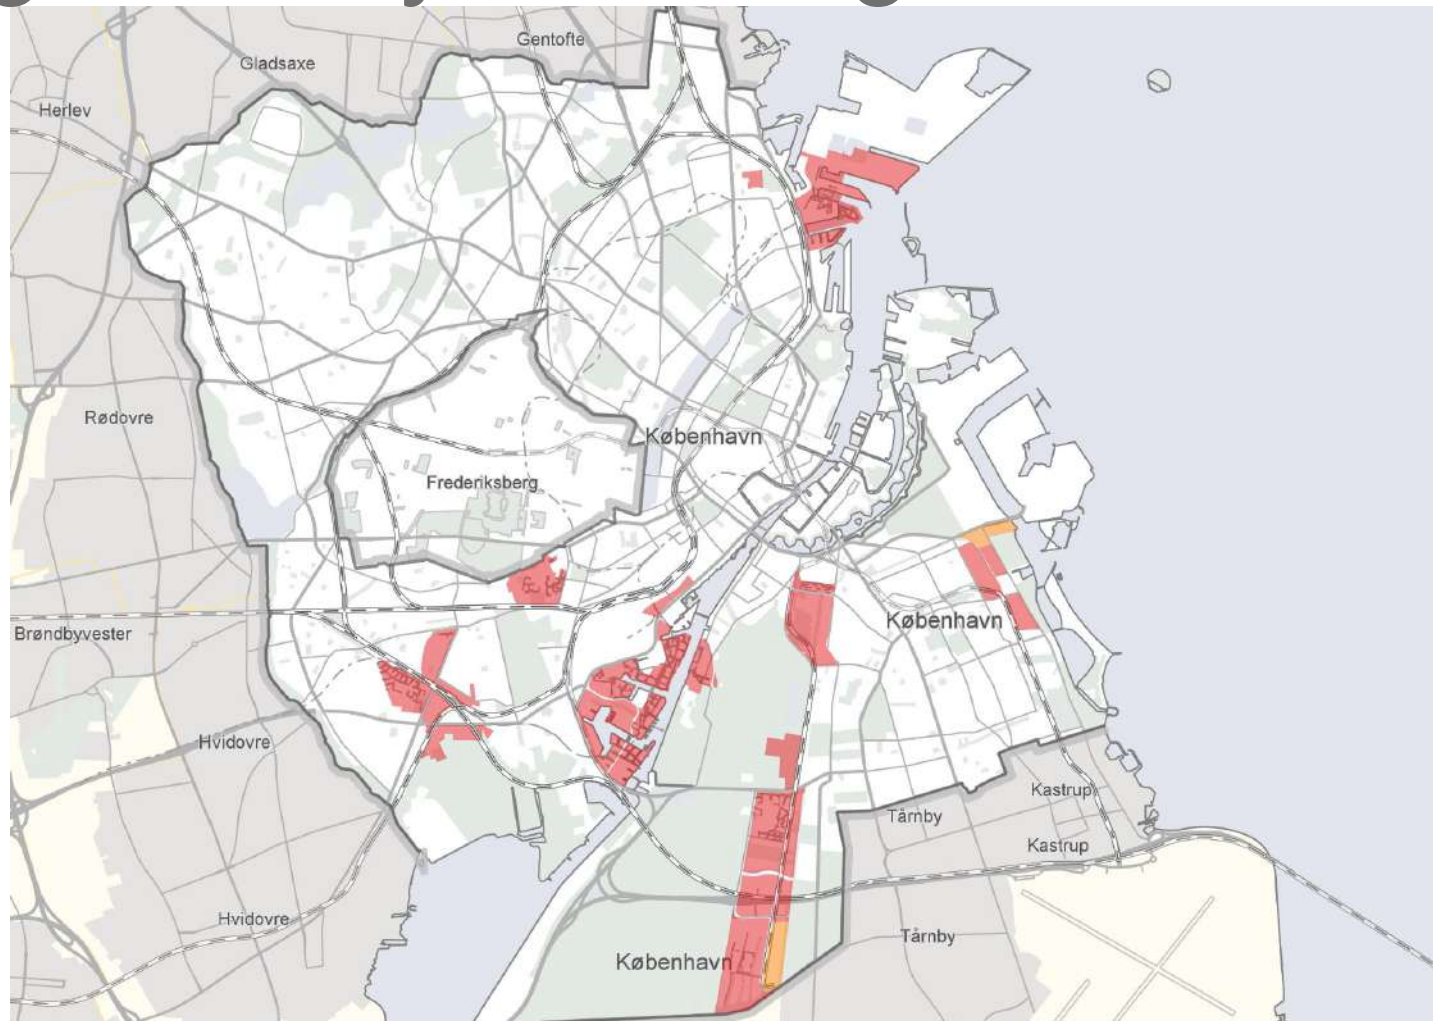 Gentofte
Gladsaxe
Herlev
Rødovre
København
Frederiksberg
København
Brøndbyvester
Hvidovre
Kastrup
Tårnby
Kastrup
Hvidovre
Tårnby
København